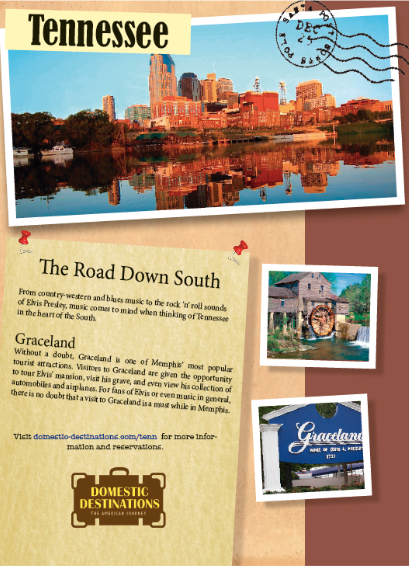 Tennessee
SANTA POST
DEC
25
POLE
The Road Down South
From country-western and blues music to the rock 'n' roll sounds
of Elvis Presley, music comes to mind when thinking of Tennessee
in the heart of the South.
Graceland
Without a doubt, Graceland is one of Memphis' most popular
tourist attractions. Visitors to Graceland are given the opportunity
to tour Elvis' mansion, visit his grave, and even view his collection of
automobiles and airplanes. For fans of Elvis or even music in general,
there is no doubt that a visit to Graceland is a must while in Memphis.
Visit domestic-destinations.com/tenn for more infor-
mation and reservations.
DOMESTIC
DESTINATIONS
THE AMERICAN JOURNEY
Graceland